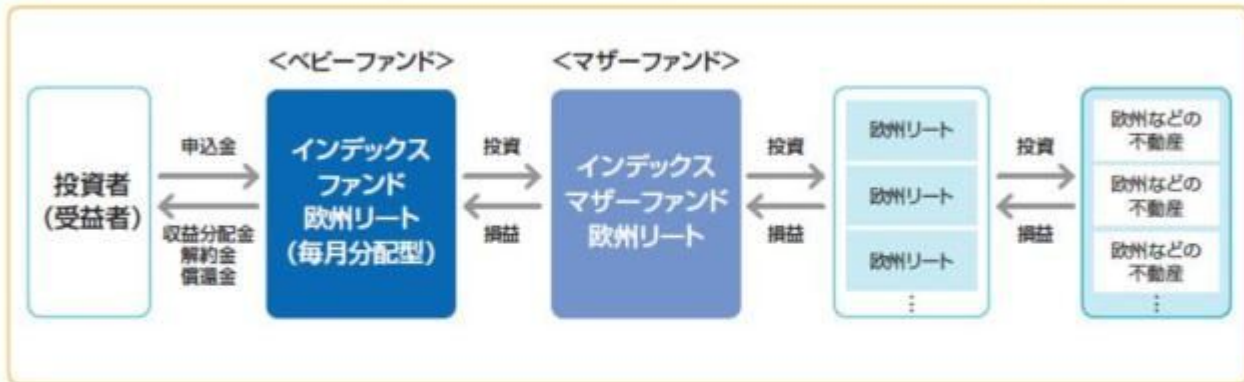 <ベビーファンド>
<マザーファンド>
投資者
(受益者)
申込金
収益分配金
解約金
償還金
インデックス
ファンド
欧州リート
(毎月分配型)
投資
損益
インデックス
マザーファンド
欧州リート
投資
損益
欧州リート
欧州リート
欧州リート
⋮
投資
損益
欧州などの
不動産
欧州などの
不動産
欧州などの
不動産
⋮